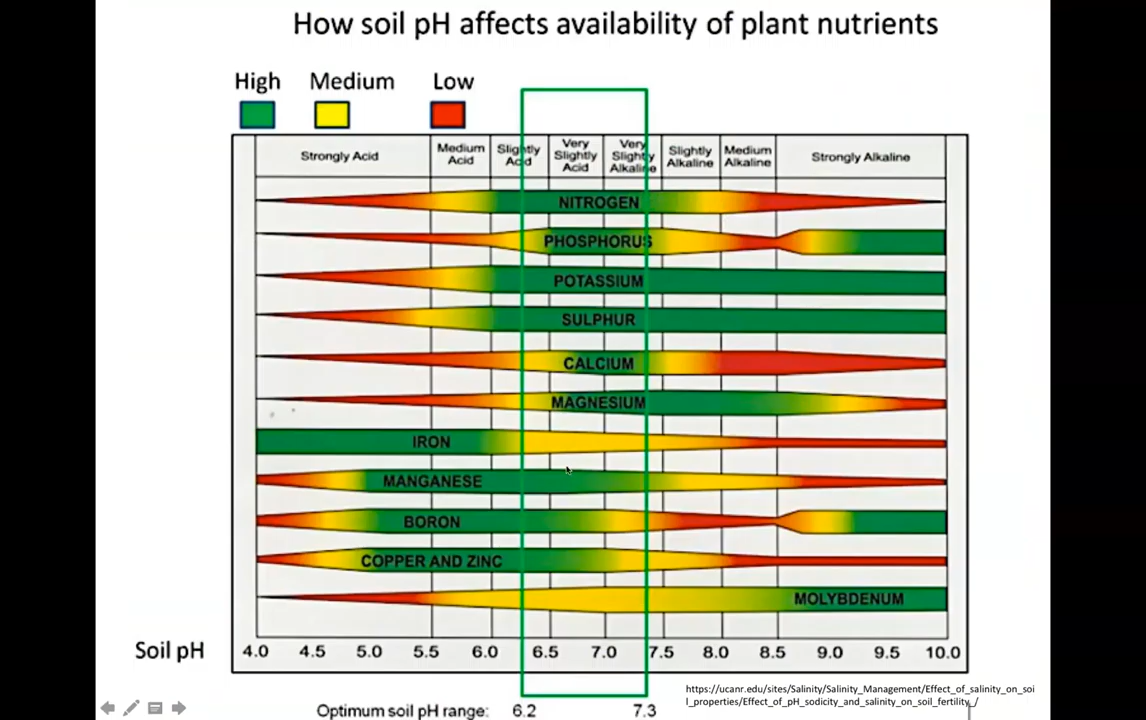 How soil pH affects availability of plant nutrients
High Medium Low
Strongly Acid
Medium
Acid
Slightly
Acid
Very
Slightly
Acid
Very
Slightly
Alkaline
Slightly
Alkaline
Medium
Alkaline
Strongly Alkaline
NITROGEN
PHOSPHORUS
POTASSIUM
SULPHUR
CALCIUM
MAGNESIUM
IRON
MANGANESE
BORON
COPPER AND ZINC
MOLYBDENUM
Soil pH 4.0 4.5 5.0 5.5 6.0 6.5 7.0 7.5 8.0 8.5 9.0 9.5 10.0
https://ucanr.edu/sites/Salinity/Salinity_Management/Effect_of_salinity_on_soi
l_properties/Effect_of_pH_sodicity_and_salinity_on_soil_fertility_/
Optimum soil pH range: 6.2 7.3